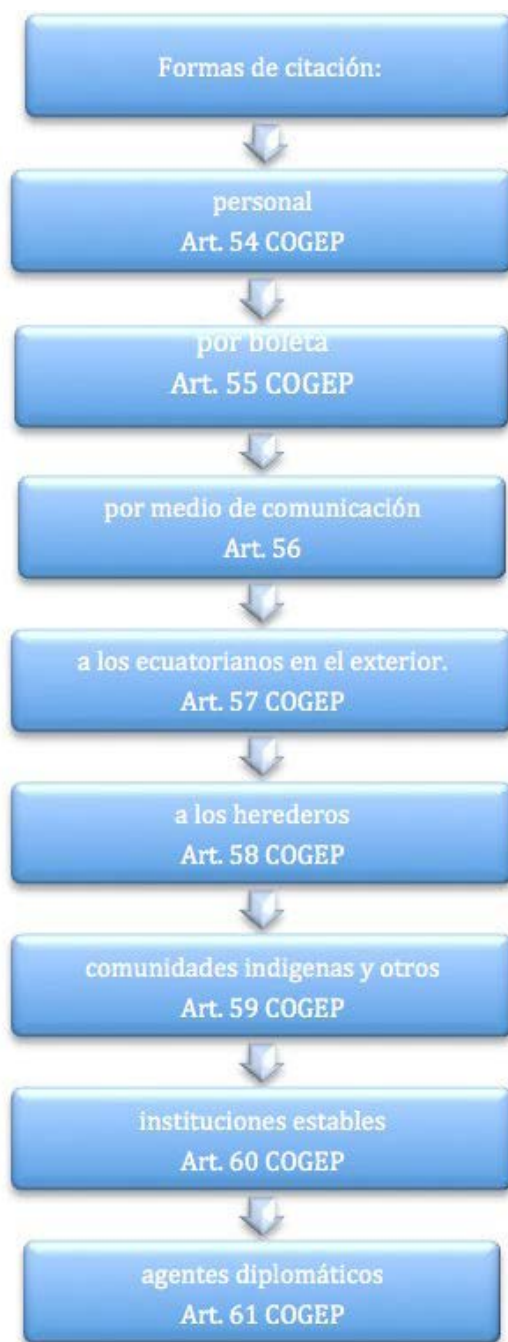 Formas de citación:
personal
Art. 54 COGEP
por boleta
Art. 55 COGEP
por medio de comunicación
Art. 56
a los ecuatorianos en el exterior.
Art. 57 COGEP
a los herederos
Art. 58 COGEP
comunidades indigenas y otros
Art. 59 COGEP
instituciones estables
Art. 60 COGEP
agentes diplomáticos
Art. 61 COGEP